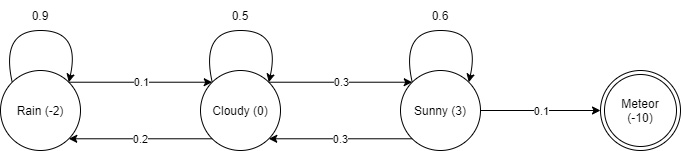 0.9
0.5
0.6
0.1
0.3
Rain (-2)
Cloudy (0)
Sunny (3)
0.1
Meteor
(-10)
0.2
0.3